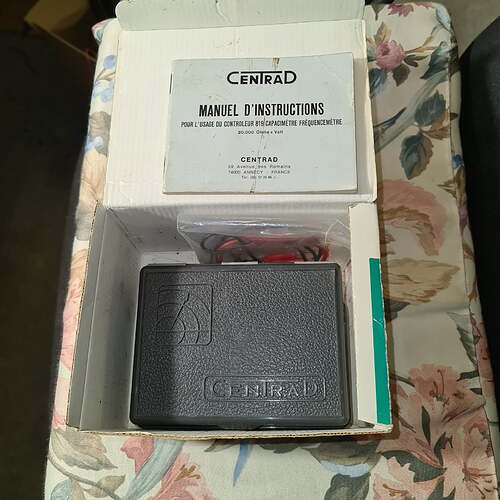 CENTRAD
MANUEL D'INSTRUCTIONS
POUR L'USAGE DU CONTROLEUR 819 CAPACIMÈTRE FRÉQUENCEMÈTRE
20.000 Ohms x Volt
CENTRAD
59 Avenue des Romains
74000 ANNECY - FRANCE
CENTRAD